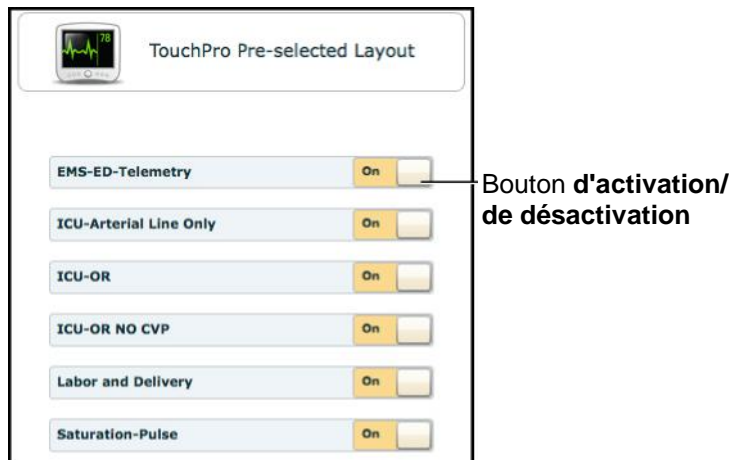 78
TouchPro Pre-selected Layout
EMS-ED-Telemetry On
Bouton d'activation/
de désactivation
ICU-Arterial Line Only On
ICU-OR On
ICU-OR NO CVP On
Labor and Delivery On
Saturation-Pulse On